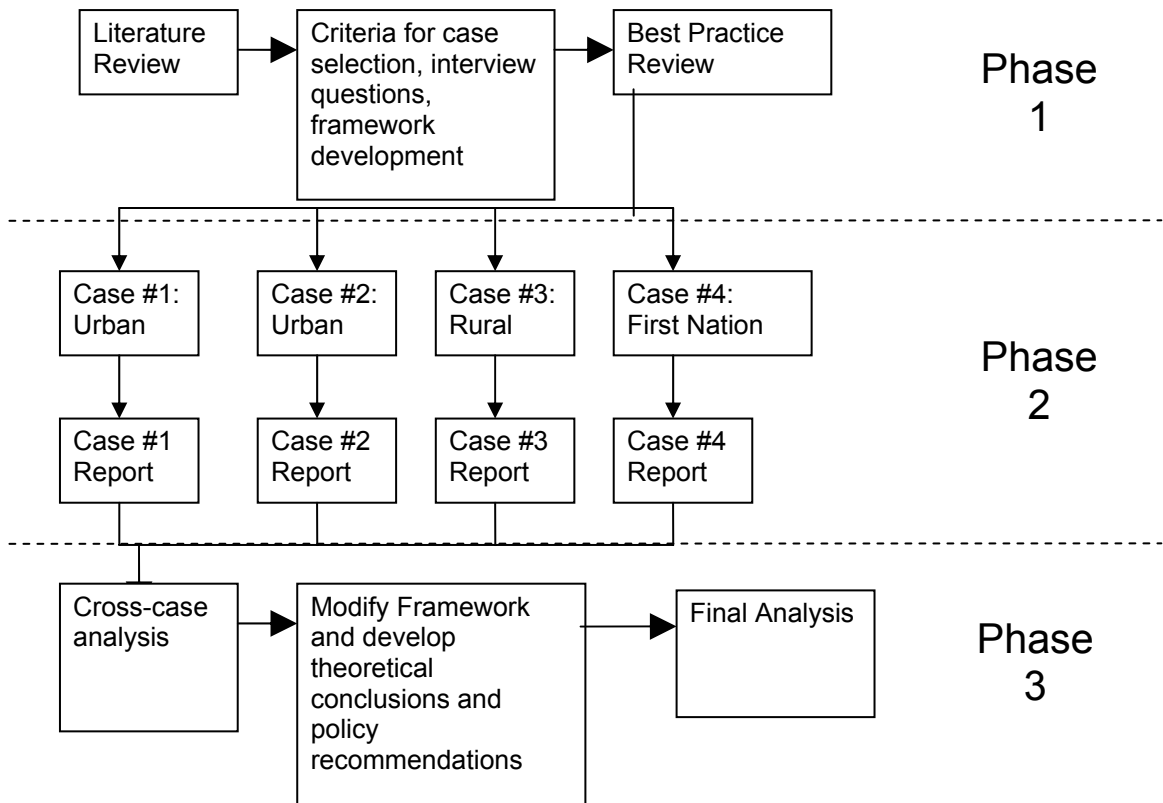 Literature
Review
Criteria for case
selection, interview
questions,
framework
development
Best Practice
Review
Phase
1
Case #1:
Urban
Case #2:
Urban
Case #3:
Rural
Case #4:
First Nation
Phase
2
Case #1
Report
Case #2
Report
Case #3
Report
Case #4
Report
Cross-case
analysis
Modify Framework
and develop
theoretical
conclusions and
policy
recommendations
Final Analysis
Phase
3